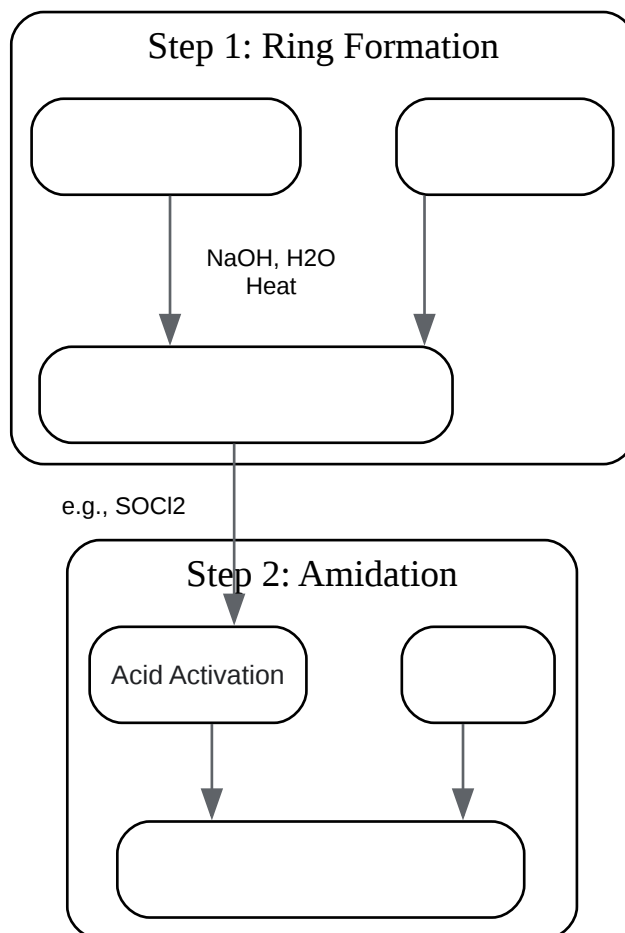 Step 1: Ring Formation
NaOH, H2O
Heat
e.g., SOCl2
Step 2: Amidation
Acid Activation